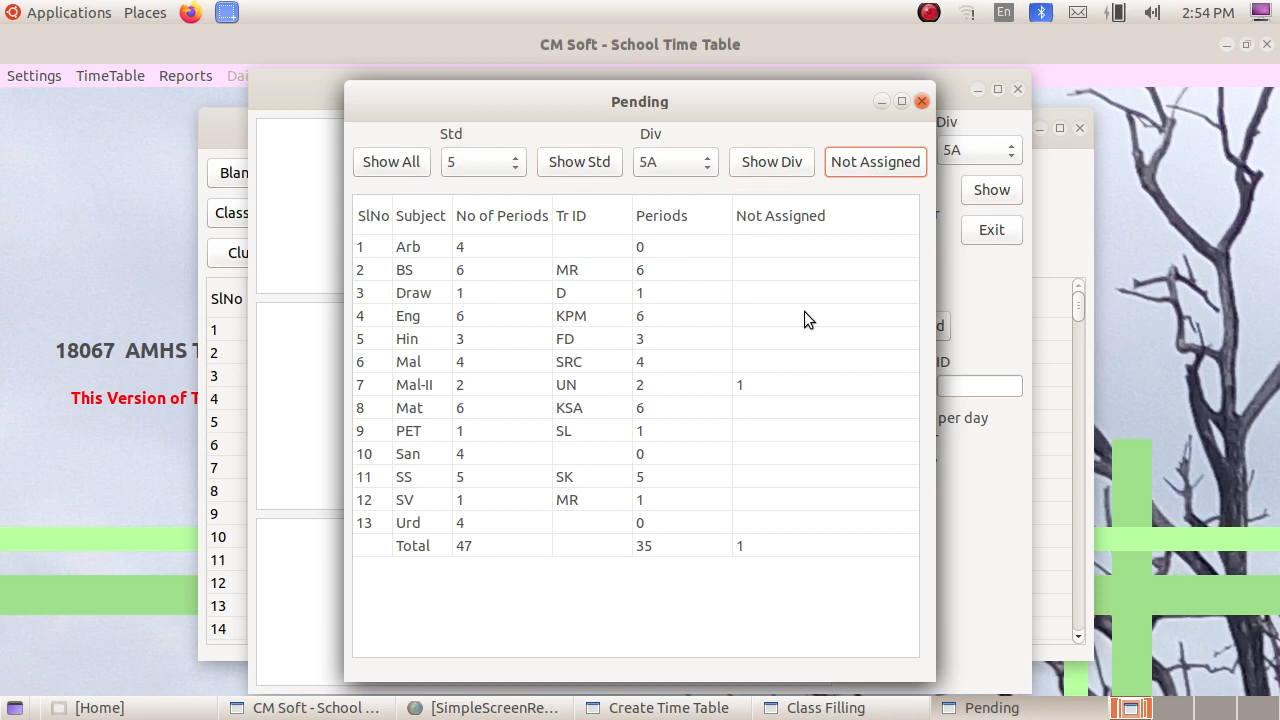 Applications Places En 2:54 PM
CM Soft - School Time Table
Settings TimeTable Reports Dai
Pending
Std Div
Show All 5 Show Std 5A Show Div Not Assigned
SlNo Subject No of Periods Tr ID Periods Not Assigned
1 Arb 4 0
2 BS 6 MR 6
3 Draw 1 D 1
4 Eng 6 KPM 6
5 Hin 3 FD 3
6 Mal 4 SRC 4
7 Mal-II 2 UN 2 1
8 Mat 6 KSA 6
9 PET 1 SL 1
10 San 4 0
11 SS 5 SK 5
12 SV 1 MR 1
13 Urd 4 0
Total 47 35 1
Div
5A
Show
Exit
d
ID
per day
Blan
Class
Clu
SlNo
1
2
3
4
5
6
7
8
9
10
11
12
13
14
18067 AMHS T
This Version of T
[Home] CM Soft - School ... [SimpleScreenRe... Create Time Table Class Filling Pending